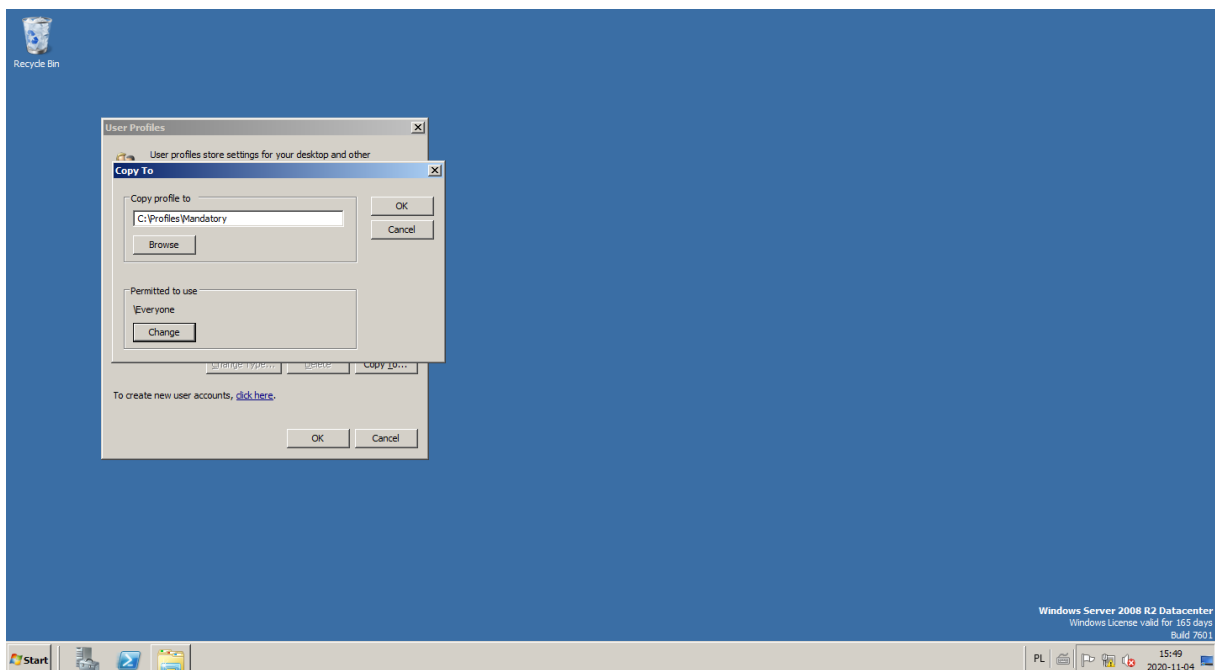 Recycle Bin
User Profiles
User profiles store settings for your desktop and other
Copy To
Copy profile to
C:\Profiles\Mandatory
Browse
OK
Cancel
Permitted to use
\Everyone
Change
Change Type...
Delete
Copy To...
To create new user accounts, click here.
OK
Cancel
Windows Server 2008 R2 Datacenter
Windows License valid for 165 days
Build 7601
Start
PL
15:49
2020-11-04